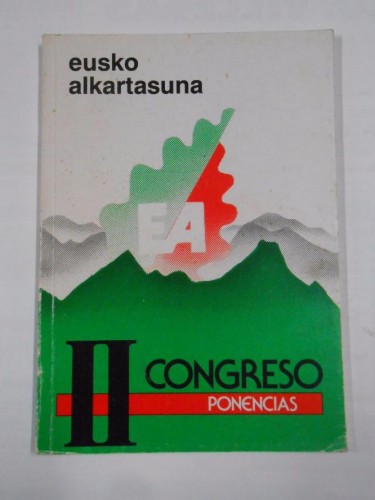 eusko
alkartasuna
EA
II CONGRESO
PONENCIAS